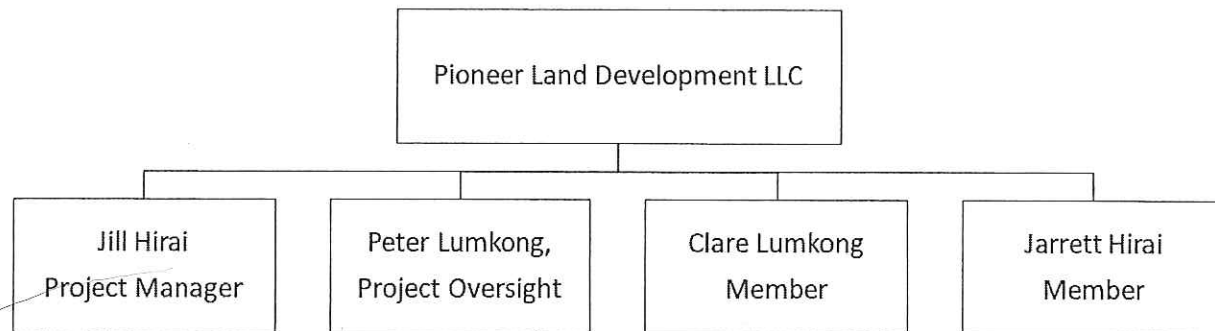 Pioneer Land Development LLC
Jill Hirai
Project Manager
Peter Lumkong,
Project Oversight
Clare Lumkong
Member
Jarrett Hirai
Member